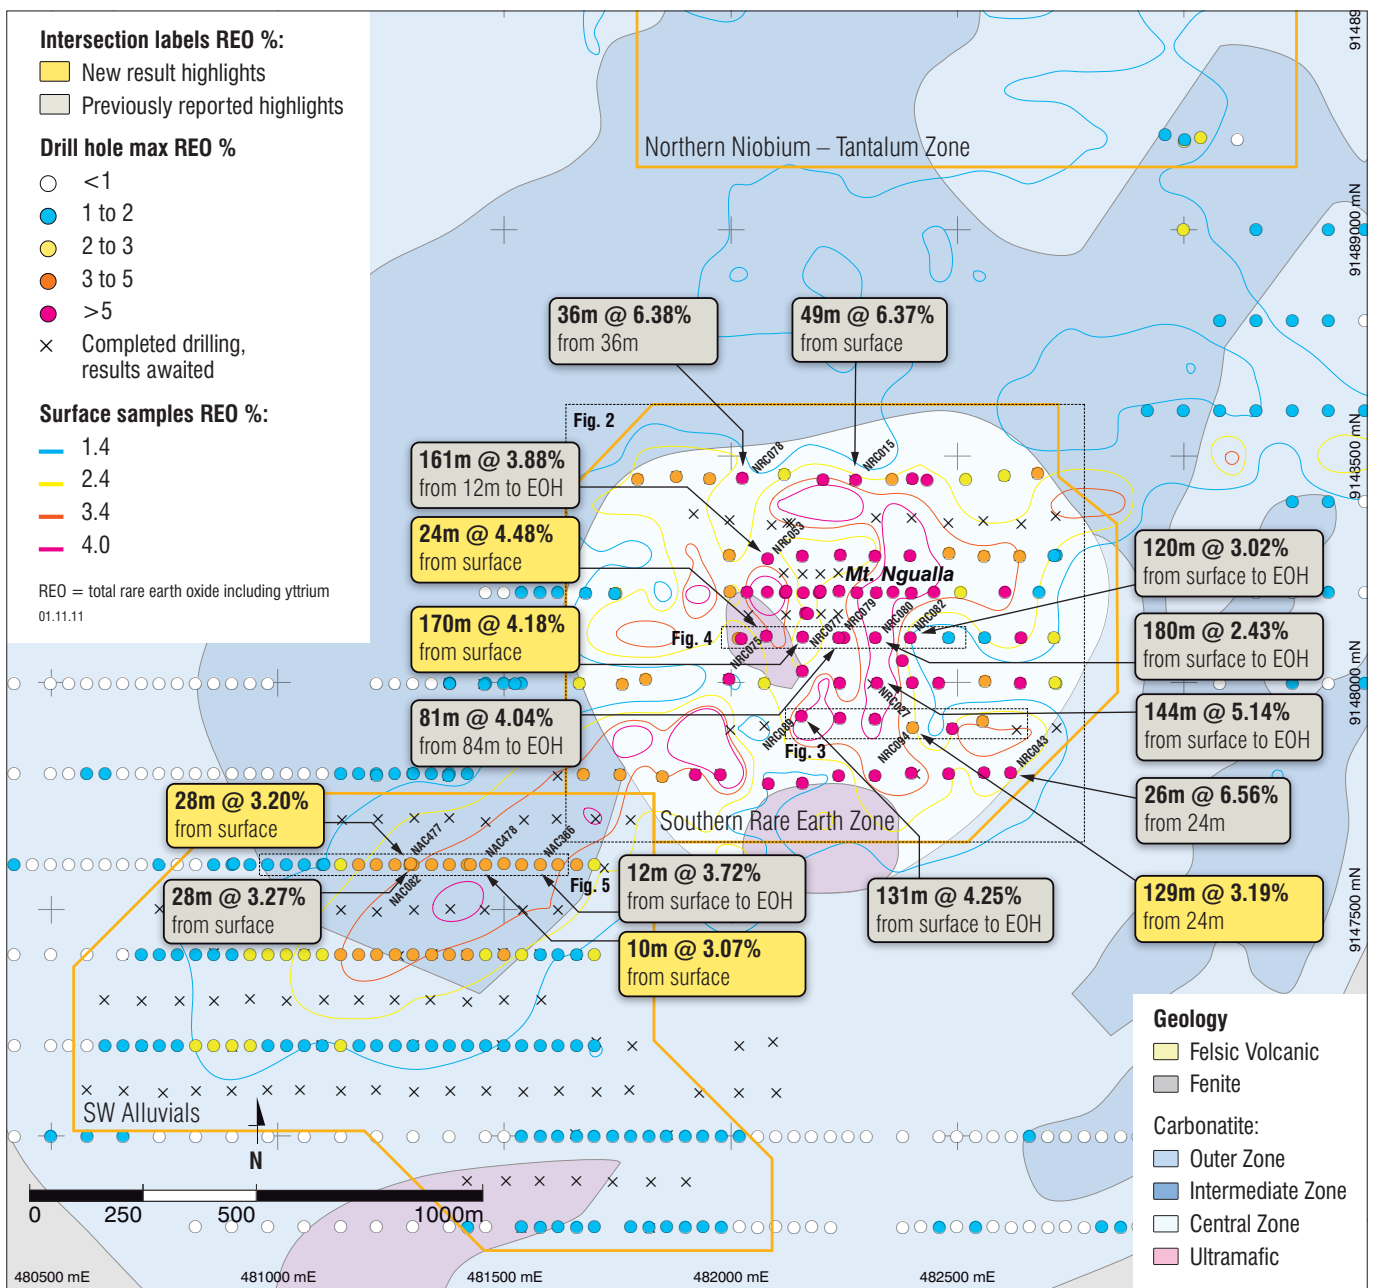 Intersection labels REO %:
New result highlights
Previously reported highlights
Drill hole max REO %
<1
1 to 2
2 to 3
3 to 5
>5
Completed drilling,
results awaited
Surface samples REO %:
1.4
2.4
3.4
4.0
REO = total rare earth oxide including yttrium
01.11.11
Northern Niobium – Tantalum Zone
91489
91489000 mN
9148500 mN
9148000 mN
9147500 mN
36m @ 6.38%
from 36m
49m @ 6.37%
from surface
Fig. 2
NRC078
NRC015
161m @ 3.88%
from 12m to EOH
24m @ 4.48%
from surface
NRC053
Mt. Ngualla
120m @ 3.02%
from surface to EOH
170m @ 4.18%
from surface
Fig. 4
NRC075
NRC077
NRC079
NRC080
NRC082
180m @ 2.43%
from surface to EOH
81m @ 4.04%
from 84m to EOH
NRC027
144m @ 5.14%
from surface to EOH
NRC089
Fig. 3
NRC094
NRC043
26m @ 6.56%
from 24m
28m @ 3.20%
from surface
Southern Rare Earth Zone
NAC477
NAC478
NAC386
NAC082
Fig. 5
28m @ 3.27%
from surface
12m @ 3.72%
from surface to EOH
131m @ 4.25%
from surface to EOH
129m @ 3.19%
from 24m
10m @ 3.07%
from surface
SW Alluvials
N
0 250 500 1000m
480500 mE 481000 mE 481500 mE 482000 mE 482500 mE
Geology
Felsic Volcanic
Fenite
Carbonatite:
Outer Zone
Intermediate Zone
Central Zone
Ultramafic